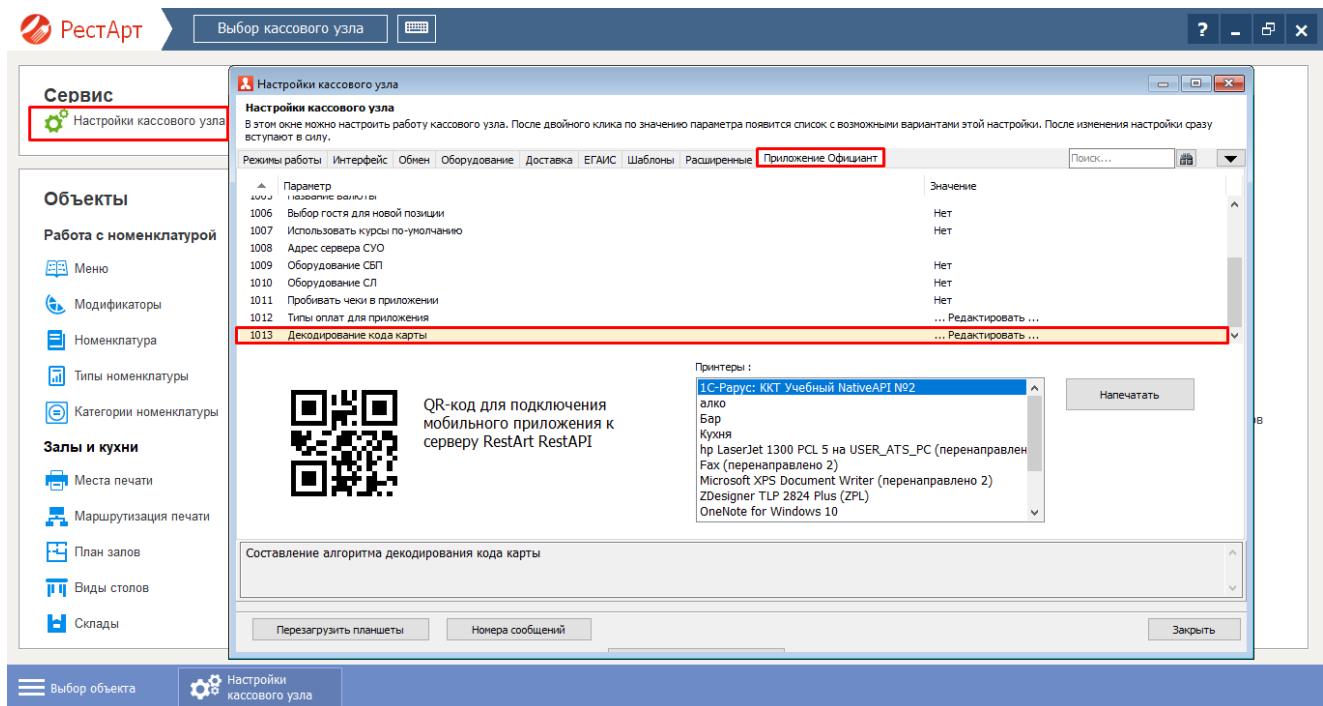 РестАрт
Выбор кассового узла
?
Сервис
Настройки кассового узла
Объекты
Работа с номенклатурой
Меню
Модификаторы
Номенклатура
Типы номенклатуры
Категории номенклатуры
Залы и кухни
Места печати
Маршрутизация печати
План залов
Виды столов
Склады
Настройки кассового узла
Настройки кассового узла
В этом окне можно настроить работу кассового узла. После двойного клика по значению параметра появится список с возможными вариантами этой настройки. После изменения настройки сразу
вступают в силу.
Режимы работы Интерфейс Обмен Оборудование Доставка ЕГАИС Шаблоны Расширенные Приложение Официант Поиск...
Параметр Значение
1005 Название валюты
1006 Выбор гостя для новой позиции Нет
1007 Использовать курсы по-умолчанию Нет
1008 Адрес сервера СУО
1009 Оборудование СБП Нет
1010 Оборудование СЛ Нет
1011 Пробивать чеки в приложении Нет
1012 Типы оплат для приложения ... Редактировать ...
1013 Декодирование кода карты ... Редактировать ...
QR-код для подключения
мобильного приложения к
серверу RestArt RestAPI
Принтеры :
1С-Рарус: ККТ Учебный NativeAPI №2
алко
Бар
Кухня
hp LaserJet 1300 PCL 5 на USER_ATS_PC (перенаправлен
Fax (перенаправлено 2)
Microsoft XPS Document Writer (перенаправлено 2)
ZDesigner TLP 2824 Plus (ZPL)
OneNote for Windows 10
Напечатать
Составление алгоритма декодирования кода карты
Перезагрузить планшеты Номера сообщений Закрыть
Выбор объекта
Настройки
кассового узла